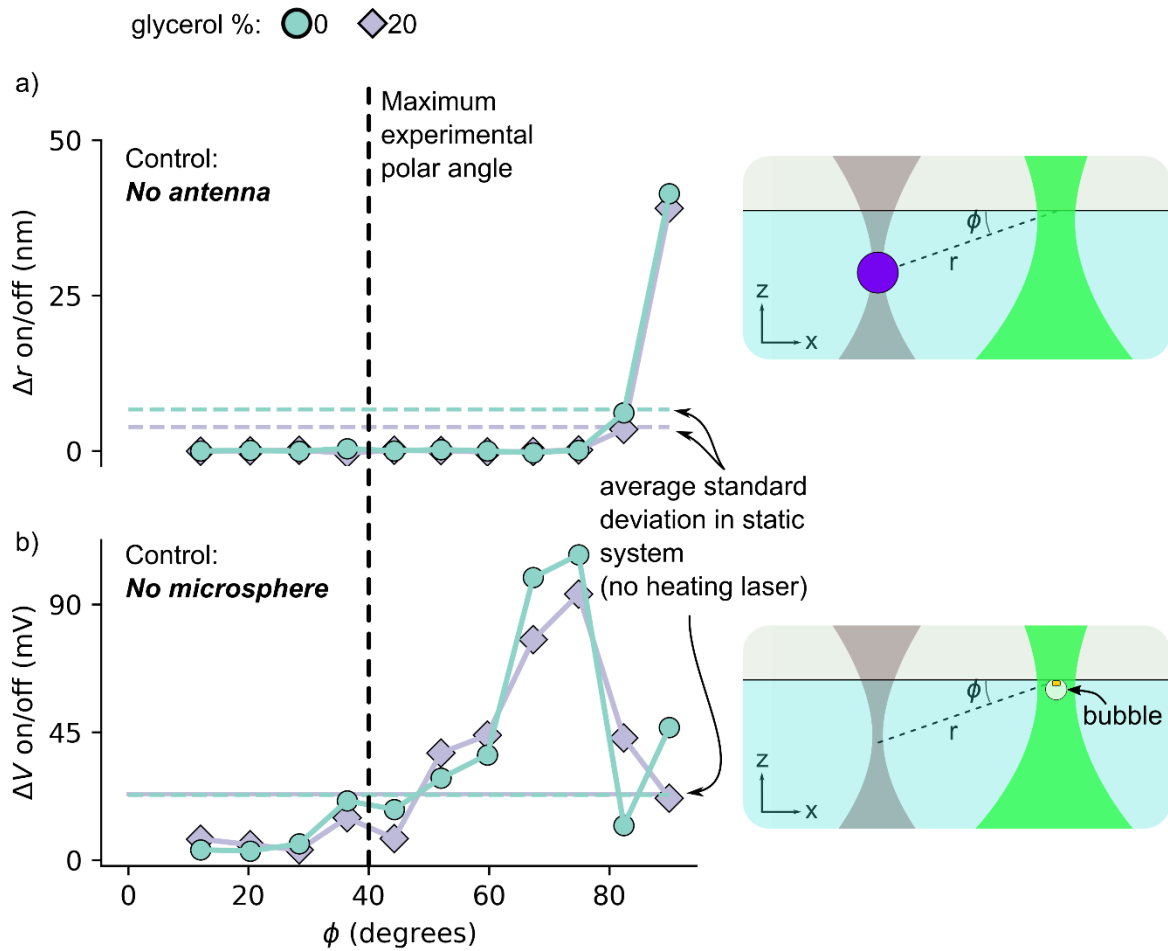 glycerol %: 0 20
a)
50
25
0
Δr on/off (nm)
Control:
No antenna
Maximum
experimental
polar angle
ϕ
r
z
x
average standard
deviation in static
system
(no heating laser)
b)
90
45
0
ΔV on/off (mV)
Control:
No microsphere
0 20 40 60 80
ϕ (degrees)
ϕ
r
bubble
z
x